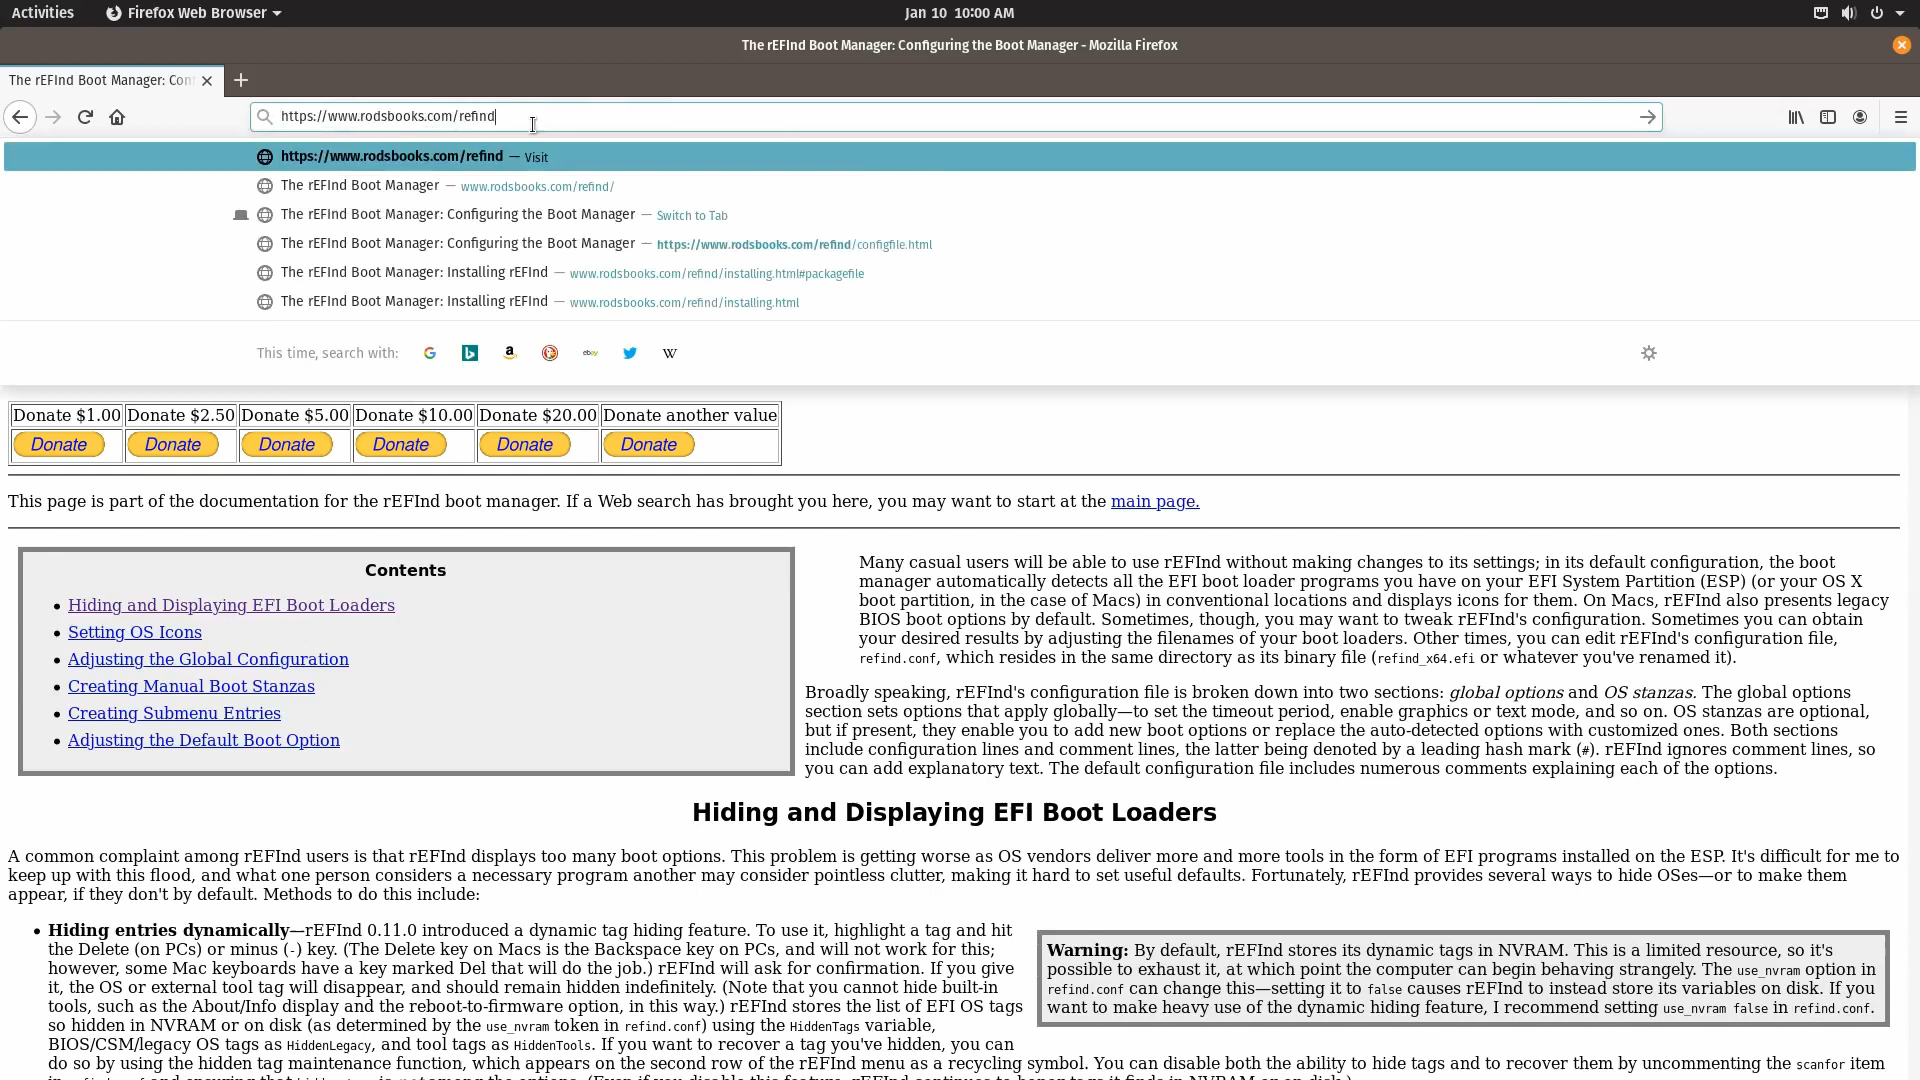 Activities Firefox Web Browser Jan 10 10:00 AM
The rEFInd Boot Manager: Configuring the Boot Manager - Mozilla Firefox
The rEFInd Boot Manager: Con
https://www.rodsbooks.com/refind
https://www.rodsbooks.com/refind — Visit
The rEFInd Boot Manager — www.rodsbooks.com/refind/
The rEFInd Boot Manager: Configuring the Boot Manager — Switch to Tab
The rEFInd Boot Manager: Configuring the Boot Manager — https://www.rodsbooks.com/refind/configfile.html
The rEFInd Boot Manager: Installing rEFInd — www.rodsbooks.com/refind/installing.html#packagefile
The rEFInd Boot Manager: Installing rEFInd — www.rodsbooks.com/refind/installing.html
This time, search with: G b a ebay W
Donate $1.00 Donate $2.50 Donate $5.00 Donate $10.00 Donate $20.00 Donate another value
Donate Donate Donate Donate Donate Donate
This page is part of the documentation for the rEFInd boot manager. If a Web search has brought you here, you may want to start at the main page.
Contents
• Hiding and Displaying EFI Boot Loaders
• Setting OS Icons
• Adjusting the Global Configuration
• Creating Manual Boot Stanzas
• Creating Submenu Entries
• Adjusting the Default Boot Option
Many casual users will be able to use rEFInd without making changes to its settings; in its default configuration, the boot
manager automatically detects all the EFI boot loader programs you have on your EFI System Partition (ESP) (or your OS X
boot partition, in the case of Macs) in conventional locations and displays icons for them. On Macs, rEFInd also presents legacy
BIOS boot options by default. Sometimes, though, you may want to tweak rEFInd's configuration. Sometimes you can obtain
your desired results by adjusting the filenames of your boot loaders. Other times, you can edit rEFInd's configuration file,
refind.conf, which resides in the same directory as its binary file (refind_x64.efi or whatever you've renamed it).
Broadly speaking, rEFInd's configuration file is broken down into two sections: global options and OS stanzas. The global options
section sets options that apply globally—to set the timeout period, enable graphics or text mode, and so on. OS stanzas are optional,
but if present, they enable you to add new boot options or replace the auto-detected options with customized ones. Both sections
include configuration lines and comment lines, the latter being denoted by a leading hash mark (#). rEFInd ignores comment lines, so
you can add explanatory text. The default configuration file includes numerous comments explaining each of the options.
Hiding and Displaying EFI Boot Loaders
A common complaint among rEFInd users is that rEFInd displays too many boot options. This problem is getting worse as OS vendors deliver more and more tools in the form of EFI programs installed on the ESP. It's difficult for me to
keep up with this flood, and what one person considers a necessary program another may consider pointless clutter, making it hard to set useful defaults. Fortunately, rEFInd provides several ways to hide OSes—or to make them
appear, if they don't by default. Methods to do this include:
• Hiding entries dynamically—rEFInd 0.11.0 introduced a dynamic tag hiding feature. To use it, highlight a tag and hit
the Delete (on PCs) or minus (-) key. (The Delete key on Macs is the Backspace key on PCs, and will not work for this;
however, some Mac keyboards have a key marked Del that will do the job.) rEFInd will ask for confirmation. If you give
it, the OS or external tool tag will disappear, and should remain hidden indefinitely. (Note that you cannot hide built-in
tools, such as the About/Info display and the reboot-to-firmware option, in this way.) rEFInd stores the list of EFI OS tags
so hidden in NVRAM or on disk (as determined by the use_nvram token in refind.conf) using the HiddenTags variable,
BIOS/CSM/legacy OS tags as HiddenLegacy, and tool tags as HiddenTools. If you want to recover a tag you've hidden, you can
do so by using the hidden tag maintenance function, which appears on the second row of the rEFInd menu as a recycling symbol. You can disable both the ability to hide tags and to recover them by uncommenting the scanfor item
Warning: By default, rEFInd stores its dynamic tags in NVRAM. This is a limited resource, so it's
possible to exhaust it, at which point the computer can begin behaving strangely. The use_nvram option in
refind.conf can change this—setting it to false causes rEFInd to instead store its variables on disk. If you
want to make heavy use of the dynamic hiding feature, I recommend setting use_nvram false in refind.conf.